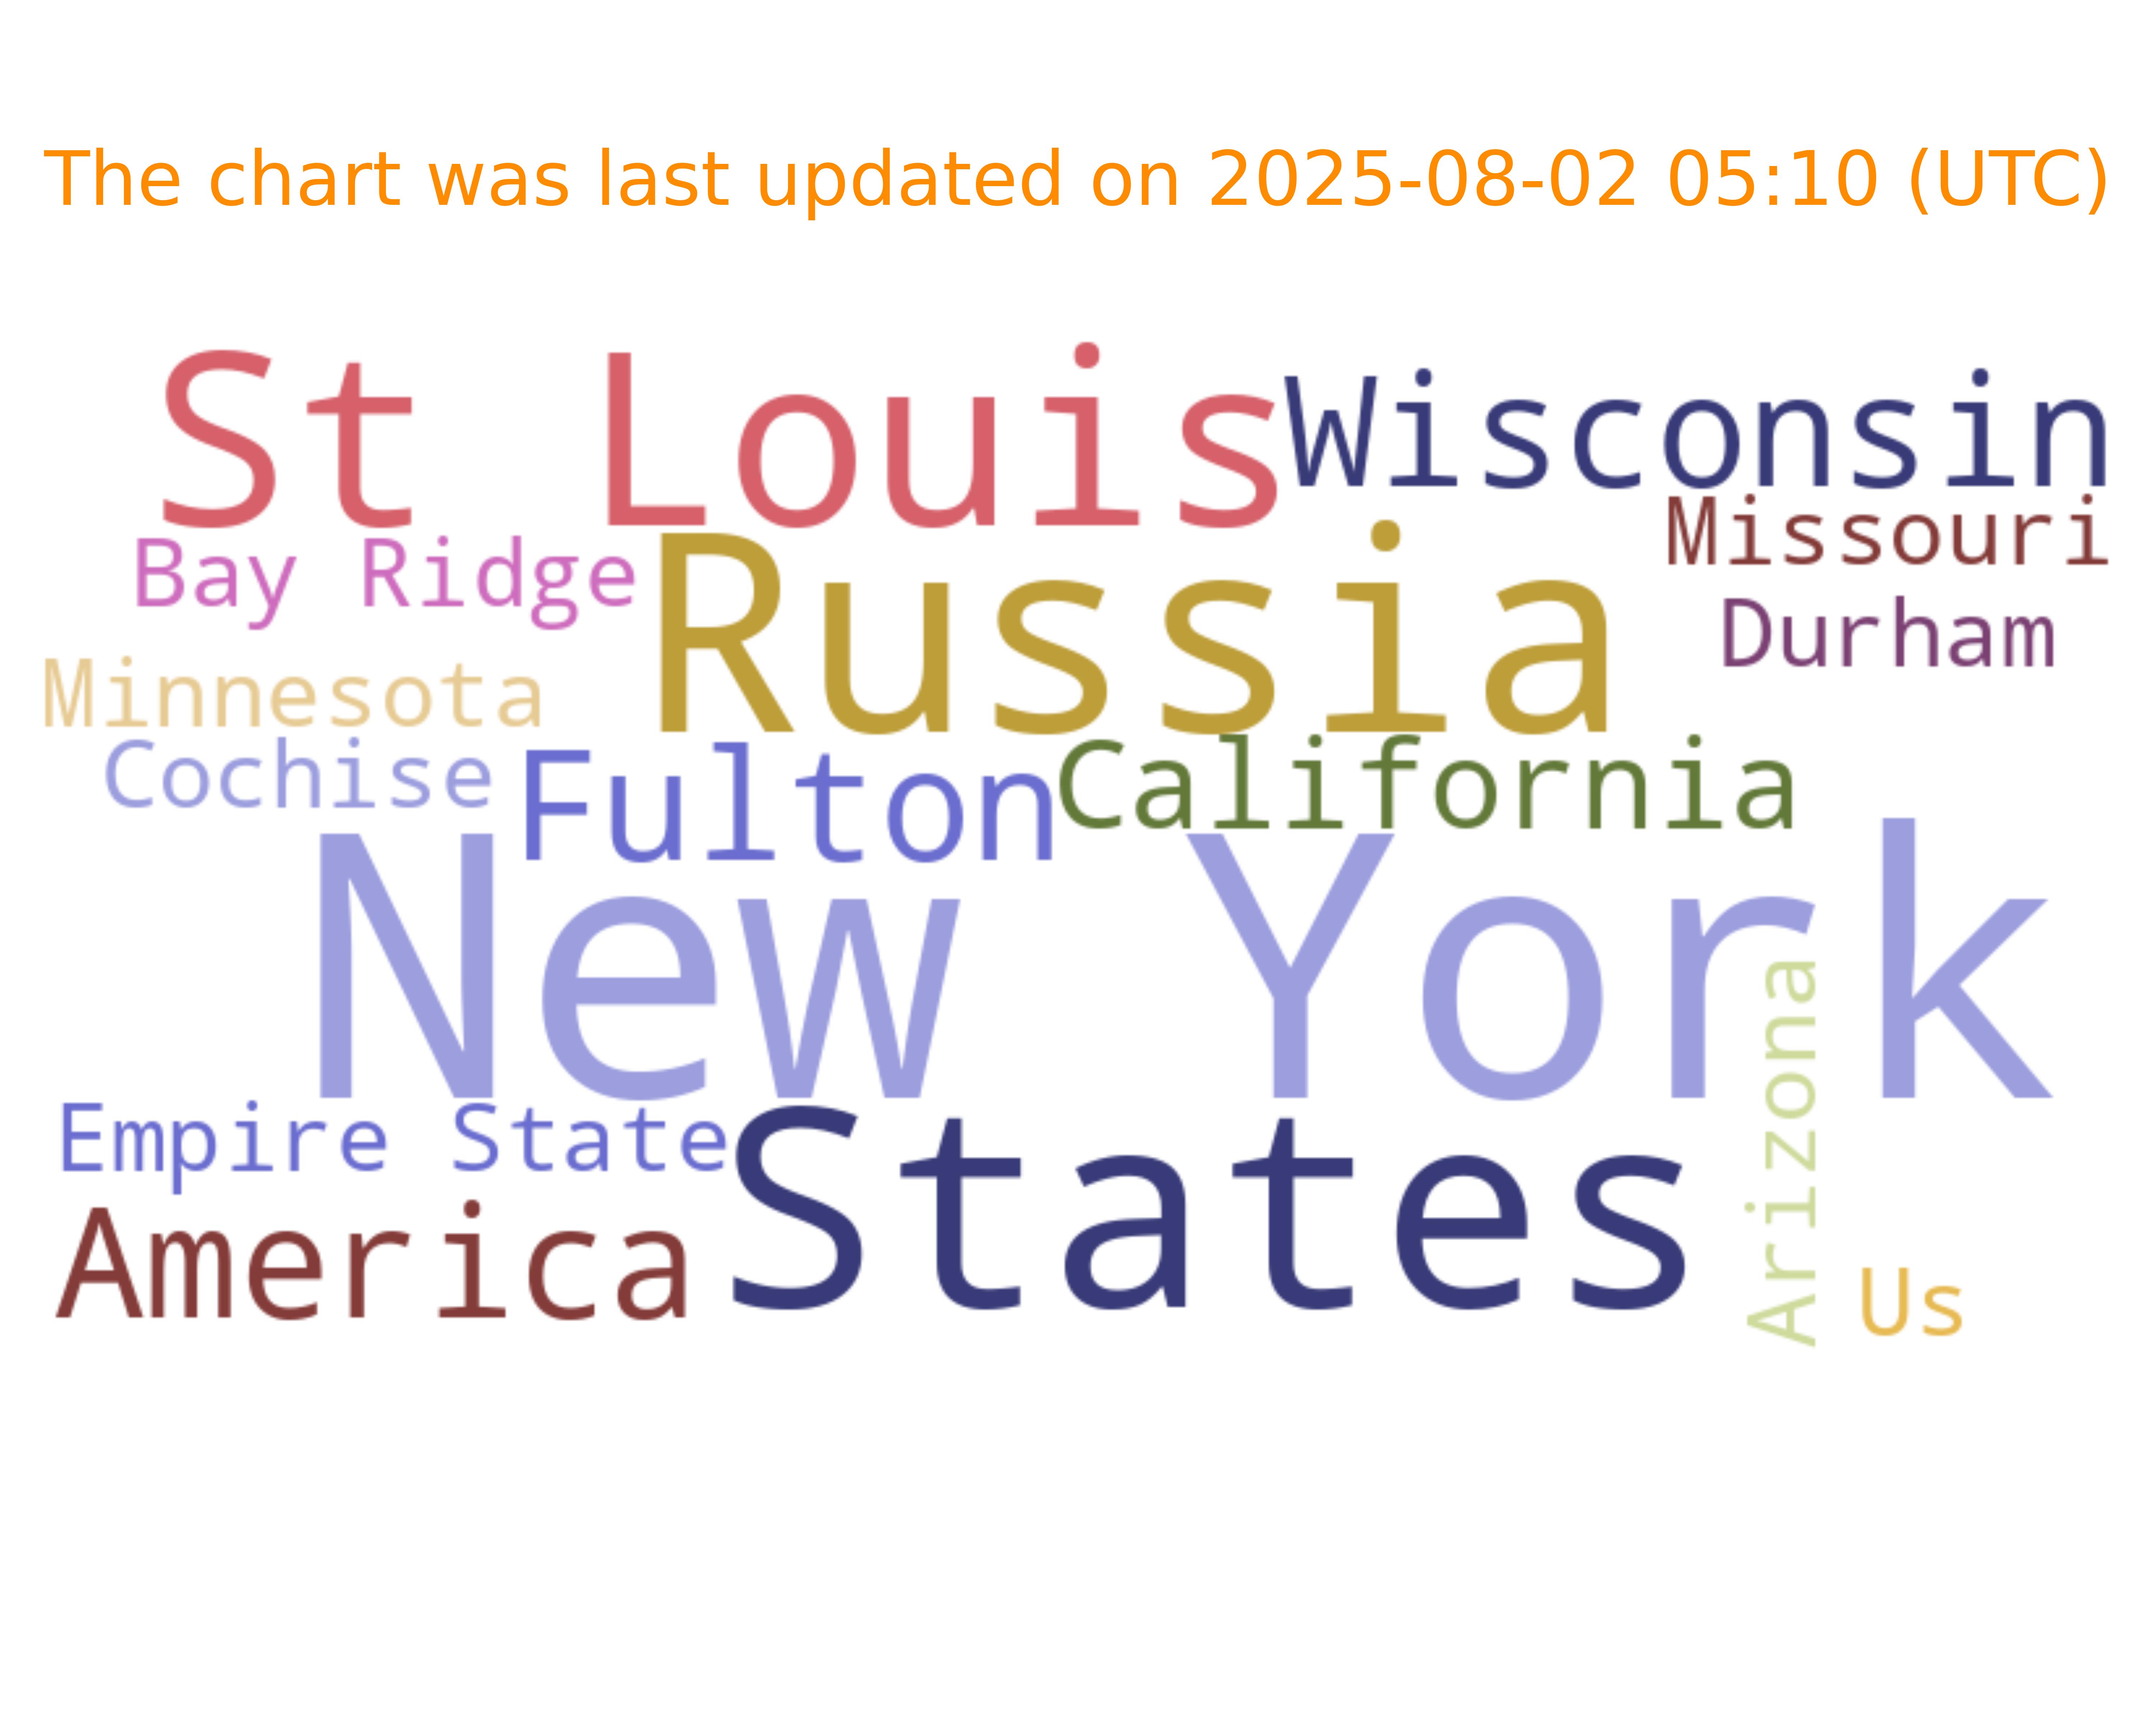 The chart was last updated on 2025-08-02 05:10 (UTC)
St Louis
Wisconsin
Missouri
Bay Ridge
Russia
Durham
Minnesota
Cochise
Fulton
California
New York
Arizona
Empire State
States
America
Us